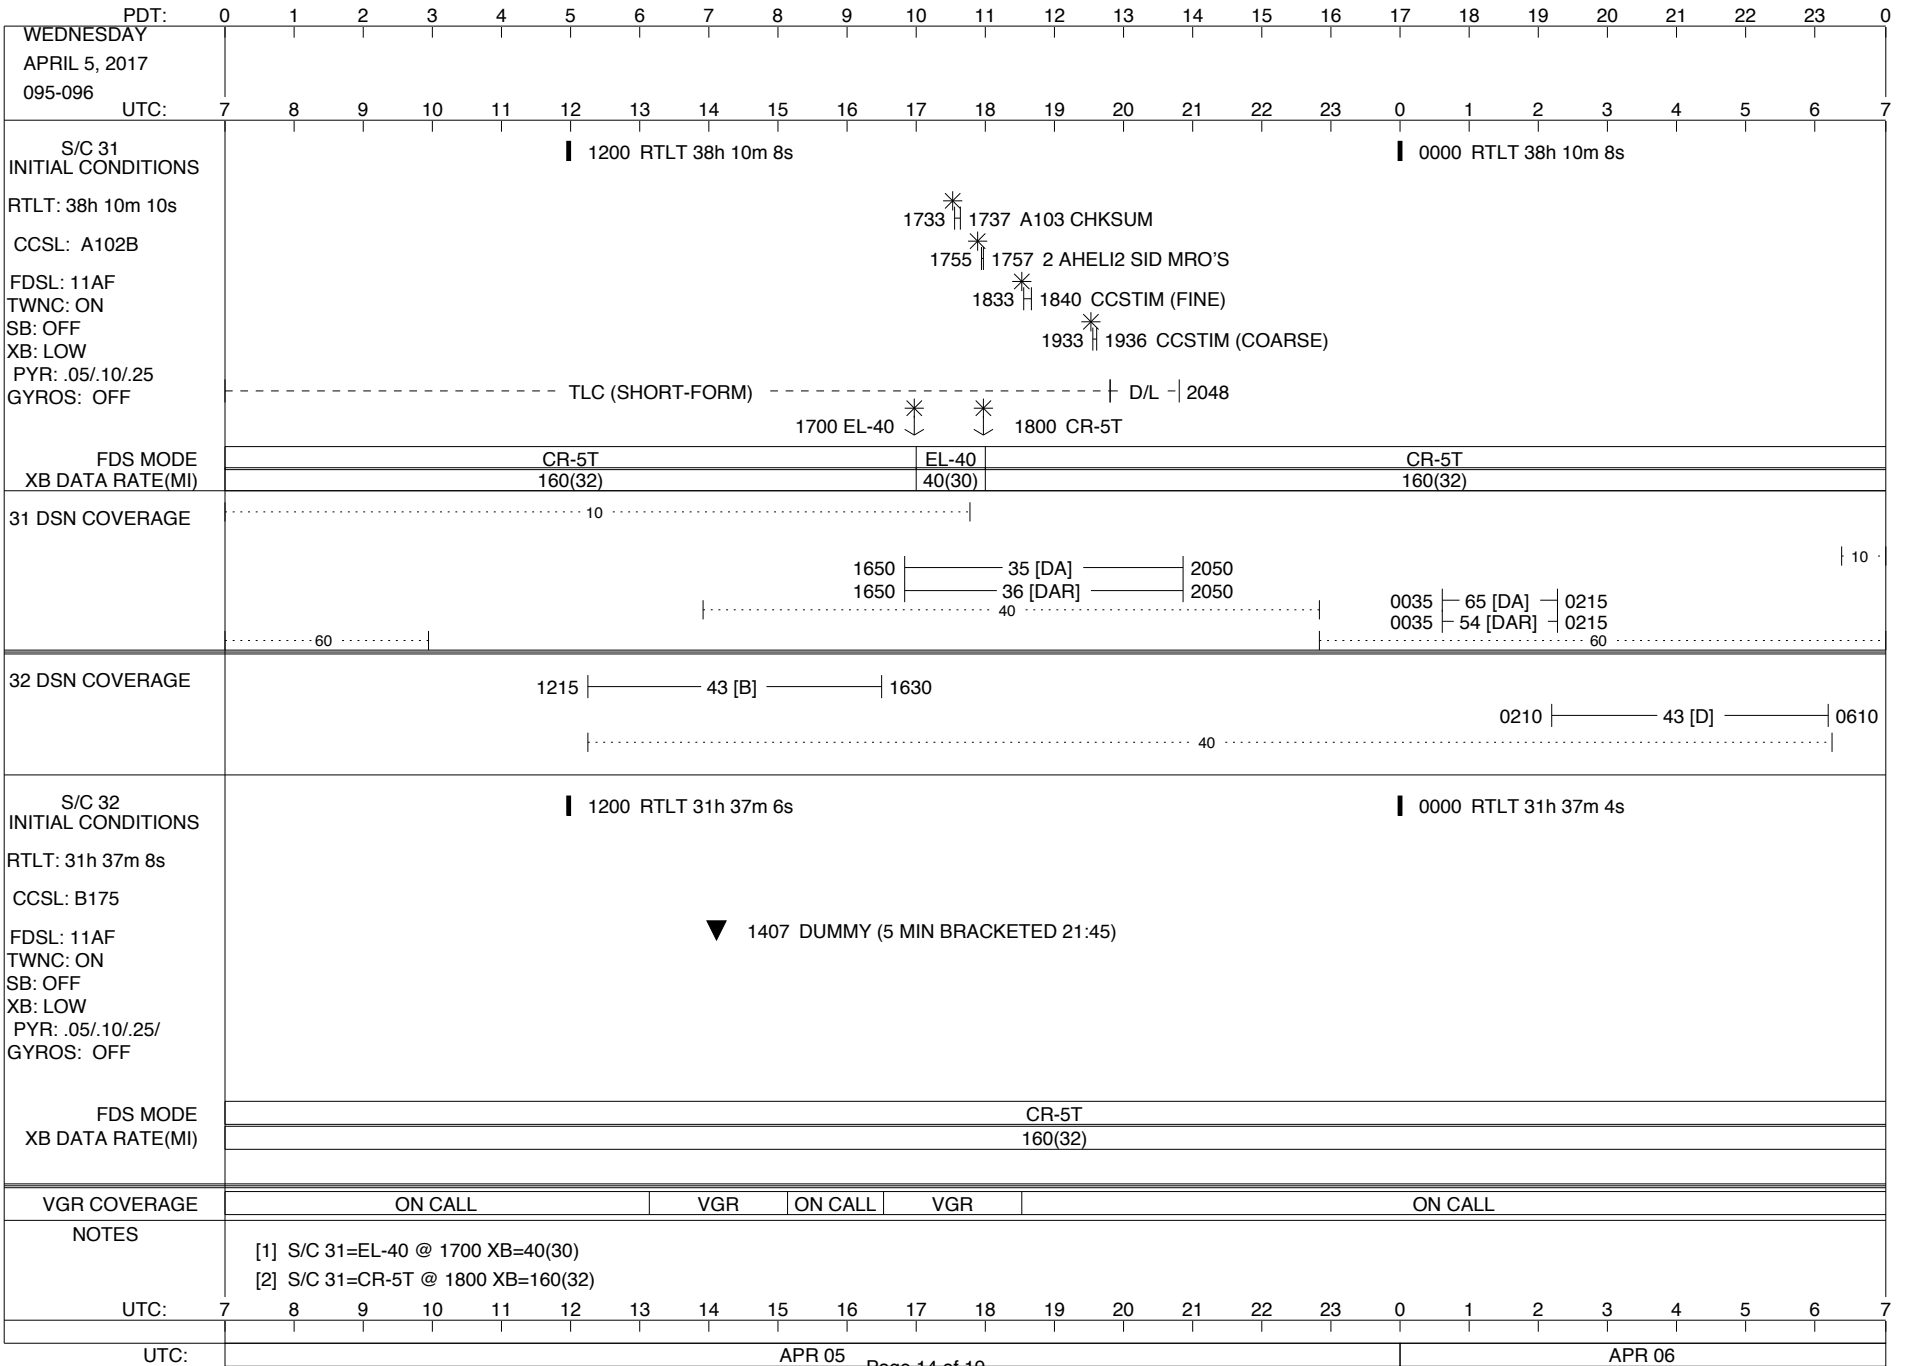 PDT: 0 1 2 3 4 5 6 7 8 9 10 11 12 13 14 15 16 17 18 19 20 21 22 23 0
WEDNESDAY
APRIL 5, 2017
095-096
UTC: 7 8 9 10 11 12 13 14 15 16 17 18 19 20 21 22 23 0 1 2 3 4 5 6 7
S/C 31
INITIAL CONDITIONS
1200 RTLT 38h 10m 8s
0000 RTLT 38h 10m 8s
RTLT: 38h 10m 10s
1733 1737 A103 CHKSUM
CCSL: A102B
1755 1757 2 AHELI2 SID MRO'S
FDSL: 11AF
1833 1840 CCSTIM (FINE)
TWNC: ON
SB: OFF
1933 1936 CCSTIM (COARSE)
XB: LOW
PYR: .05/.10/.25
GYROS: OFF
TLC (SHORT-FORM) D/L 2048
1700 EL-40 1800 CR-5T
FDS MODE CR-5T EL-40 CR-5T
XB DATA RATE(MI) 160(32) 40(30) 160(32)
31 DSN COVERAGE
10
10
1650 35 [DA] 2050
1650 36 [DAR] 2050
40
0035 65 [DA] 0215
0035 54 [DAR] 0215
60 60
32 DSN COVERAGE
1215 43 [B] 1630
0210 43 [D] 0610
40
S/C 32
INITIAL CONDITIONS
1200 RTLT 31h 37m 6s
0000 RTLT 31h 37m 4s
RTLT: 31h 37m 8s
CCSL: B175
1407 DUMMY (5 MIN BRACKETED 21:45)
FDSL: 11AF
TWNC: ON
SB: OFF
XB: LOW
PYR: .05/.10/.25/
GYROS: OFF
FDS MODE CR-5T
XB DATA RATE(MI) 160(32)
VGR COVERAGE ON CALL VGR ON CALL VGR ON CALL
NOTES
[1] S/C 31=EL-40 @ 1700 XB=40(30)
[2] S/C 31=CR-5T @ 1800 XB=160(32)
UTC: 7 8 9 10 11 12 13 14 15 16 17 18 19 20 21 22 23 0 1 2 3 4 5 6 7
UTC: APR 05 APR 06
Page 14 of 19